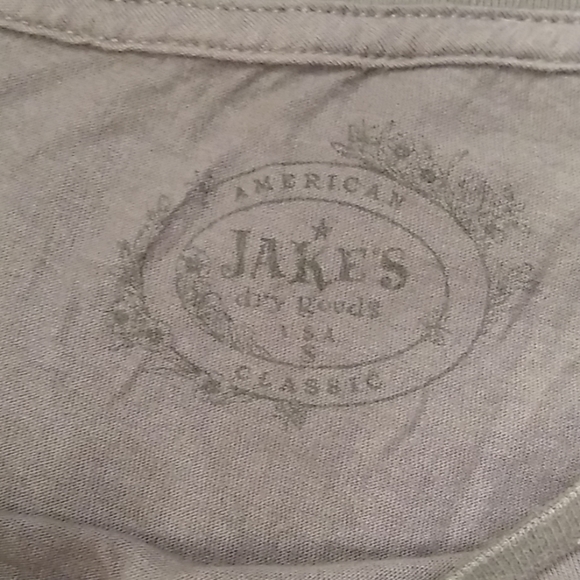 AMERICAN
JAKE'S
dry goods
USA
S
CLASSIC